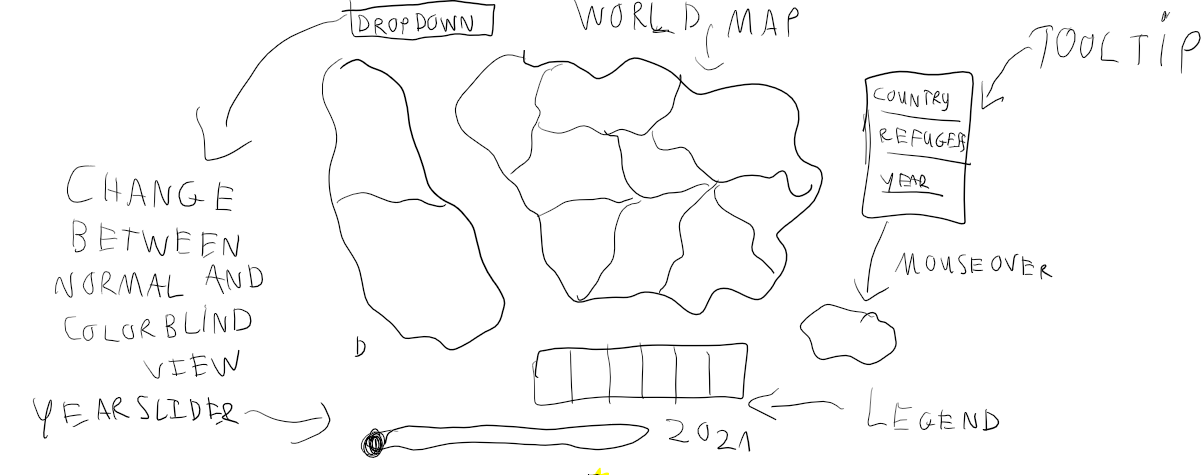 DROPDOWN
WORLD MAP
TOOLTIP
COUNTRY
REFUGEES
YEAR
CHANGE
BETWEEN
NORMAL AND
COLORBLIND
VIEW
MOUSEOVER
D
YEARSLIDER
2021
LEGEND